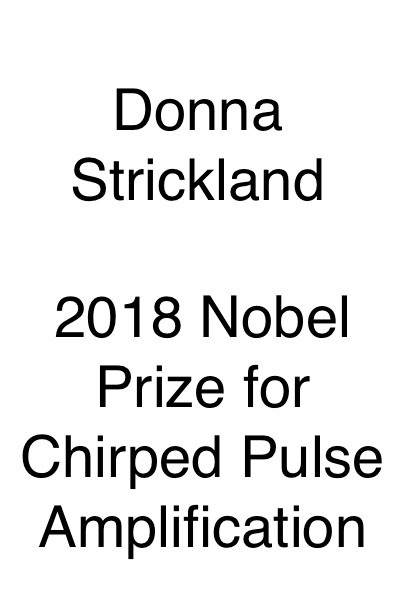 Donna
Strickland
2018 Nobel
Prize for
Chirped Pulse
Amplification